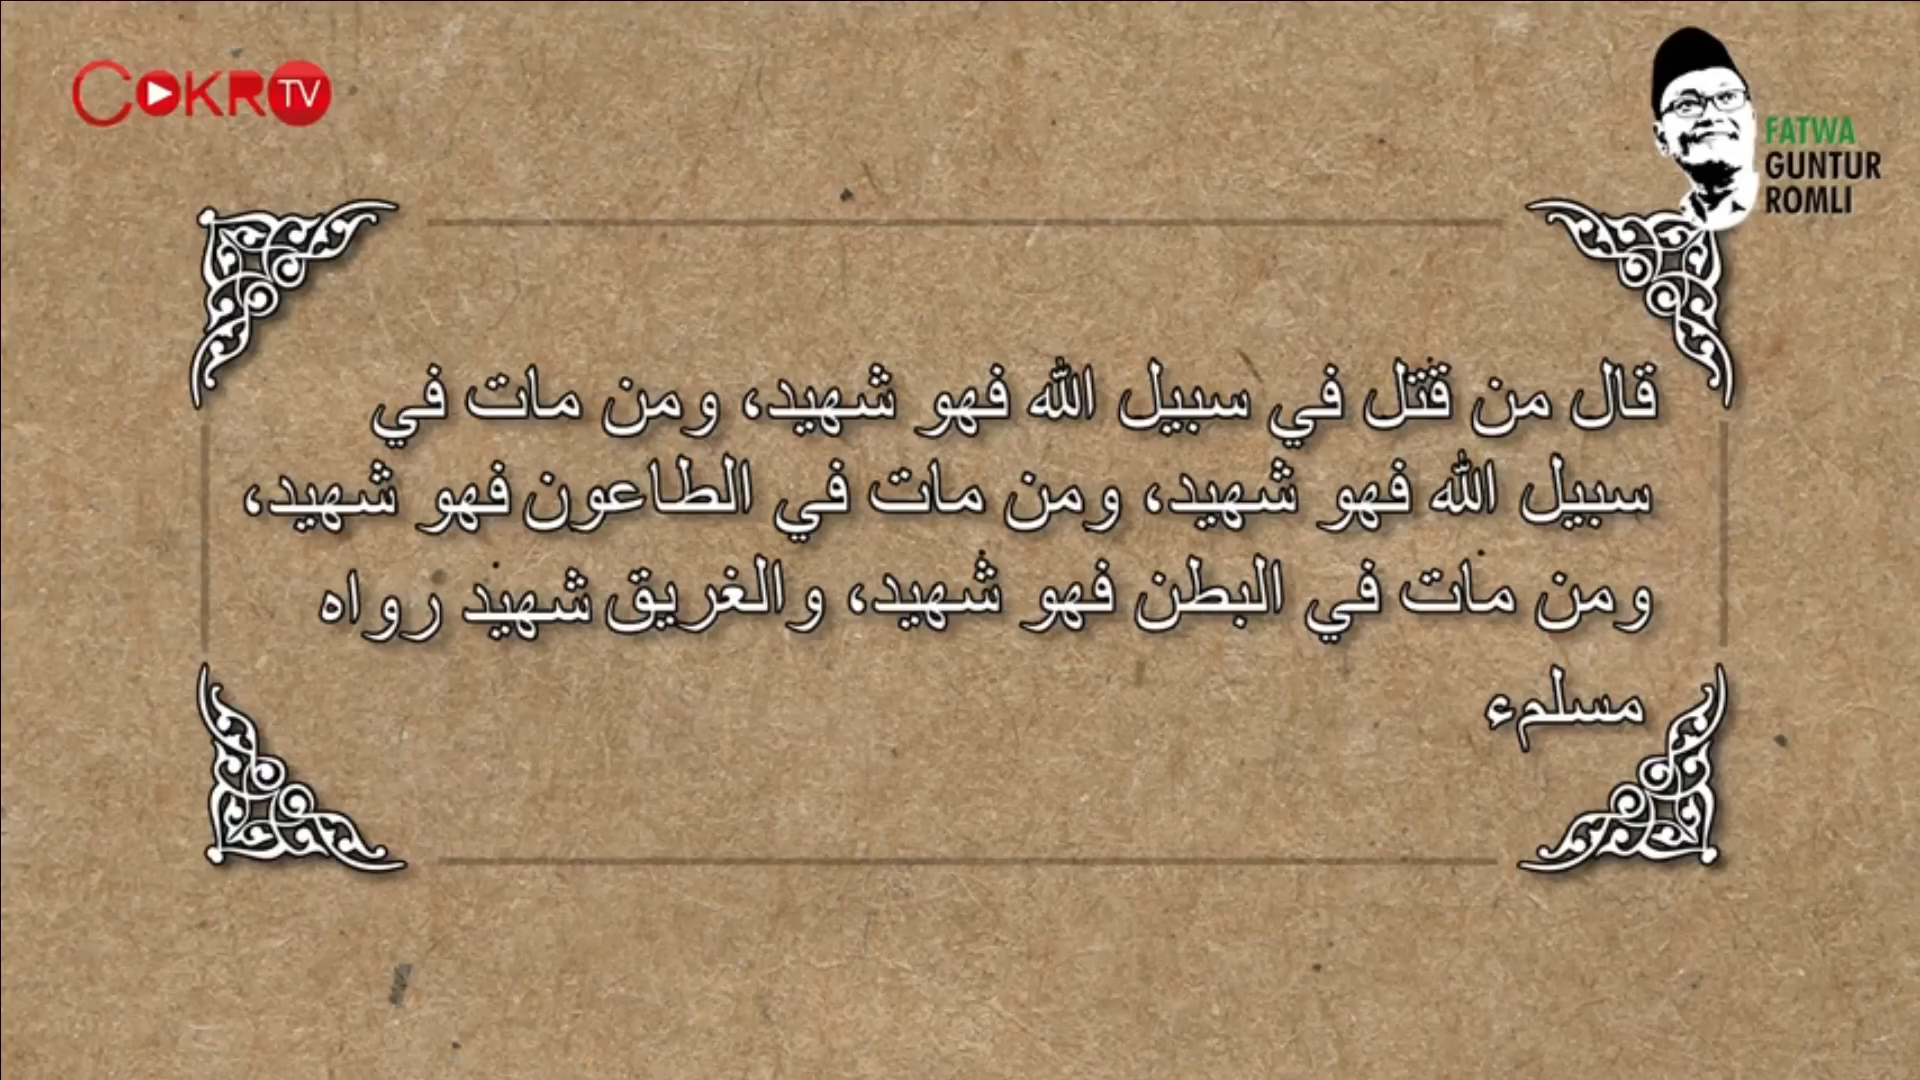 COKRO TV
FATWA
GUNTUR
ROMLI
قال من قتل في سبيل الله فهو شهيد، ومن مات في
سبيل الله فهو شهيد، ومن مات في الطاعون فهو شهيد،
ومن مات في البطن فهو شهيد، والغريق شهيد رواه
مسلمء